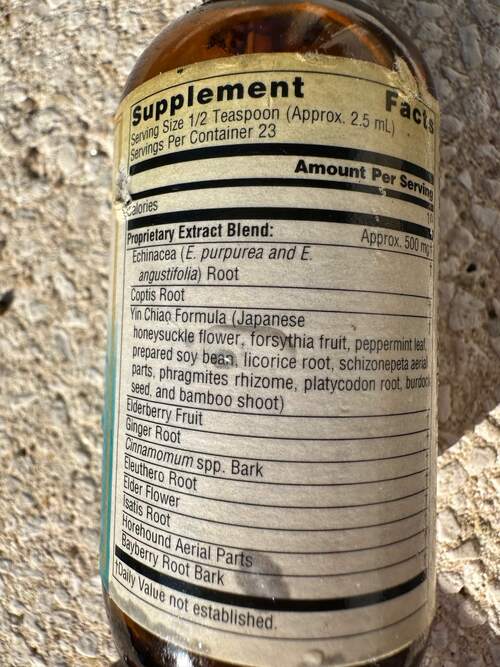 Supplement Facts
Serving Size 1/2 Teaspoon (Approx. 2.5 mL)
Servings Per Container 23
Amount Per Serving
Calories
Proprietary Extract Blend: Approx. 500 mg†
Echinacea (E. purpurea and E.
angustifolia) Root
Coptis Root
Yin Chiao Formula (Japanese
honeysuckle flower, forsythia fruit, peppermint leaf,
prepared soy bean, licorice root, schizonepeta aerial
parts, phragmites rhizome, platycodon root, burdock
seed, and bamboo shoot)
Elderberry Fruit
Ginger Root
Cinnamomum spp. Bark
Eleuthero Root
Elder Flower
Isatis Root
Horehound Aerial Parts
Bayberry Root Bark
†Daily Value not established.